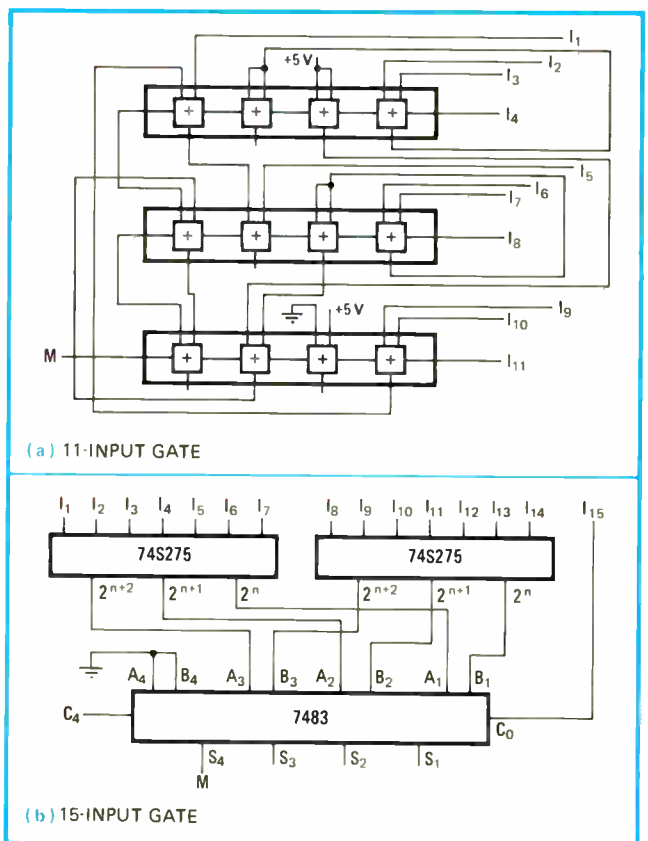 I₁
+5 V
I₂
I₃
+ + + +
I₄
I₅
I₆
I₇
+ + + +
I₈
+5 V
I₉
I₁₀
M + + + +
I₁₁
(a) 11-INPUT GATE
I₁ I₂ I₃ I₄ I₅ I₆ I₇ I₈ I₉ I₁₀ I₁₁ I₁₂ I₁₃ I₁₄ I₁₅
74S275 74S275
2ⁿ⁺² 2ⁿ⁺¹ 2ⁿ 2ⁿ⁺² 2ⁿ⁺¹ 2ⁿ
A₄ B₄ A₃ B₃ A₂ B₂ A₁ B₁
C₄ 7483 C₀
S₄ S₃ S₂ S₁
M
(b) 15-INPUT GATE